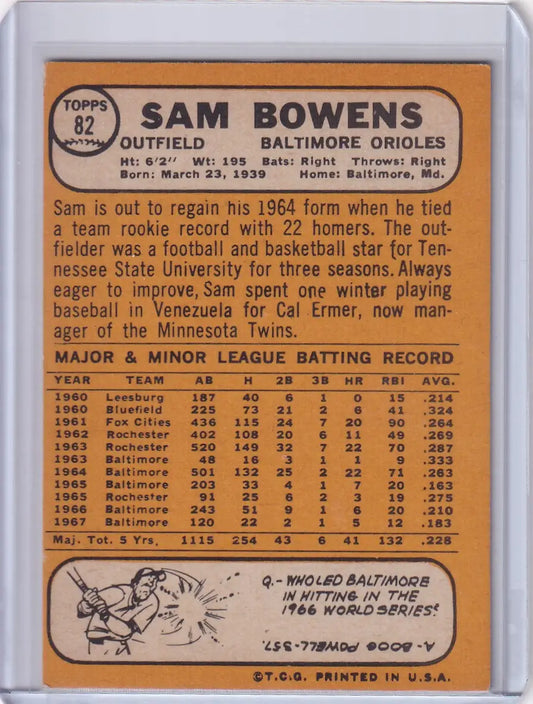 TOPPS
82
SAM BOWENS
OUTFIELD BALTIMORE ORIOLES
Ht: 6'2" Wt: 195 Bats: Right Throws: Right
Born: March 23, 1939 Home: Baltimore, Md.
Sam is out to regain his 1964 form when he tied
a team rookie record with 22 homers. The out-
fielder was a football and basketball star for Ten-
nessee State University for three seasons. Always
eager to improve, Sam spent one winter playing
baseball in Venezuela for Cal Ermer, now man-
ager of the Minnesota Twins.
MAJOR & MINOR LEAGUE BATTING RECORD
YEAR TEAM AB H 2B 3B HR RBI AVG.
1960 Leesburg 187 40 6 1 0 15 .214
1960 Bluefield 225 73 21 2 6 41 .324
1961 Fox Cities 436 115 24 7 20 90 .264
1962 Rochester 402 108 20 6 11 49 .269
1963 Rochester 520 149 32 7 22 70 .287
1963 Baltimore 48 16 3 1 1 9 .333
1964 Baltimore 501 132 25 2 22 71 .263
1965 Baltimore 203 33 4 1 7 20 .163
1965 Rochester 91 25 6 2 3 19 .275
1966 Baltimore 243 51 9 1 6 20 .210
1967 Baltimore 120 22 2 1 5 12 .183
Maj. Tot. 5 Yrs. 1115 254 43 6 41 132 .228
Q.-WHO LED BALTIMORE
IN HITTING IN THE
1966 WORLD SERIES?
A-BOOG POWELL-.357.
©T.C.G. PRINTED IN U.S.A.